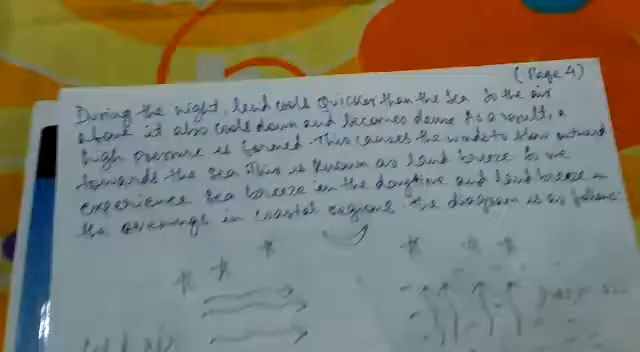 (Page 4)
During the night, land cools quicker than the sea so the air
above it also cools down and becomes dense As a result, a
high pressure is formed. This causes the winds to blow outward
towards the sea This is known as land breeze So we
experience sea breeze in the daytime and land breeze in
the evenings in coastal regions the diagram is as follows: